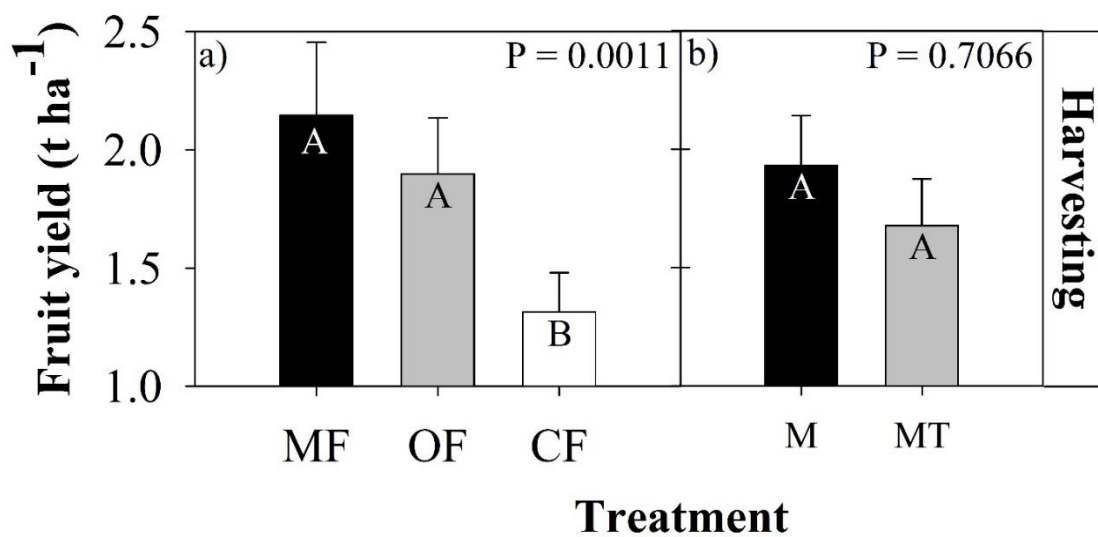 Fruit yield (t ha⁻¹)
2.5
2.0
1.5
1.0
a)
P = 0.0011
A
A
B
MF
OF
CF
b)
P = 0.7066
A
A
M
MT
Harvesting
Treatment